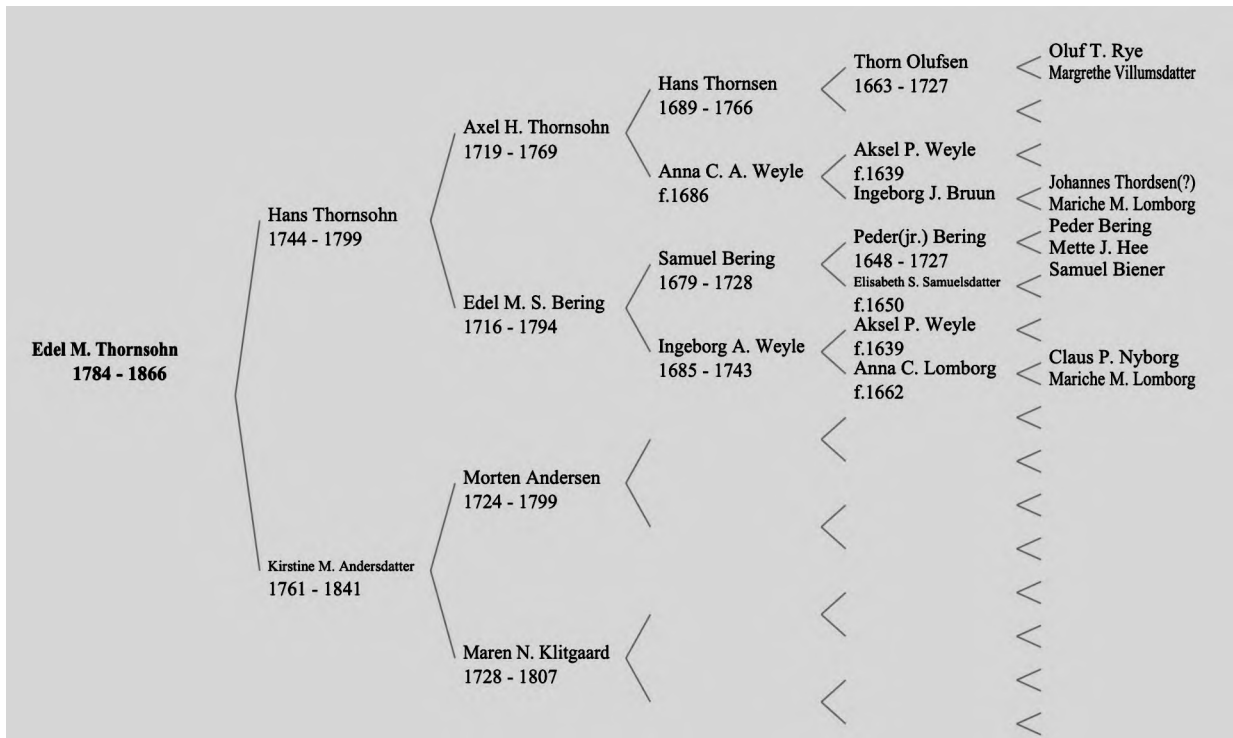 Edel M. Thornsohn
1784 - 1866
Hans Thornsohn
1744 - 1799
Kirstine M. Andersdatter
1761 - 1841
Axel H. Thornsohn
1719 - 1769
Edel M. S. Bering
1716 - 1794
Morten Andersen
1724 - 1799
Maren N. Klitgaard
1728 - 1807
Hans Thornsen
1689 - 1766
Anna C. A. Weyle
f.1686
Samuel Bering
1679 - 1728
Ingeborg A. Weyle
1685 - 1743
Thorn Olufsen
1663 - 1727
Aksel P. Weyle
f.1639
Ingeborg J. Bruun
Peder(jr.) Bering
1648 - 1727
Elisabeth S. Samuelsdatter
f.1650
Aksel P. Weyle
f.1639
Anna C. Lomborg
f.1662
Oluf T. Rye
Margrethe Villumsdatter
Johannes Thordsen(?)
Mariche M. Lomborg
Peder Bering
Mette J. Hee
Samuel Biener
Claus P. Nyborg
Mariche M. Lomborg